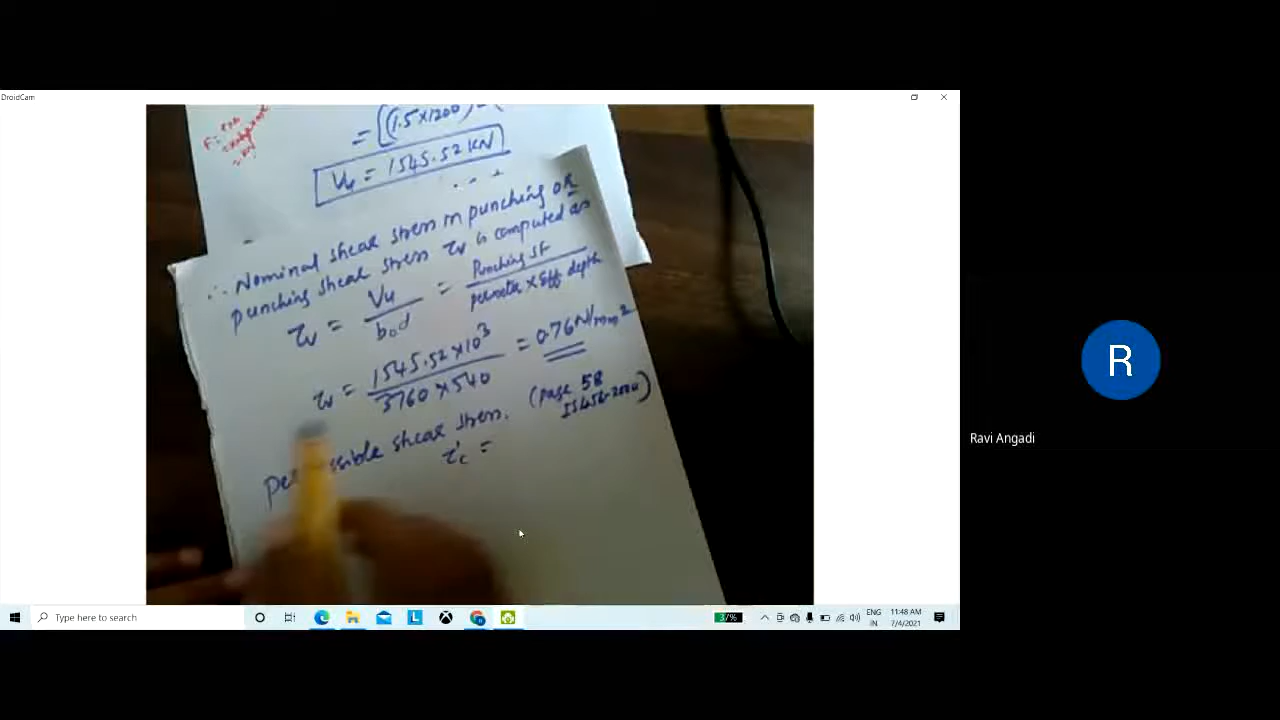 DroidCam
= [(1.5×1200) - (
Vu = 1545.52 KN
∴ Nominal shear stress in punching or
punching shear stress τv is computed as
τv = Vu / bod = Punching SF / perimeter × Eff depth
τv = 1545.52×10³ / 3760 × 540 = 0.76 N/mm²
shear stress. (page 58
IS456-2000)
τ'c =
R
Ravi Angadi
Type here to search
37%
ENG
IN
11:48 AM
7/4/2021